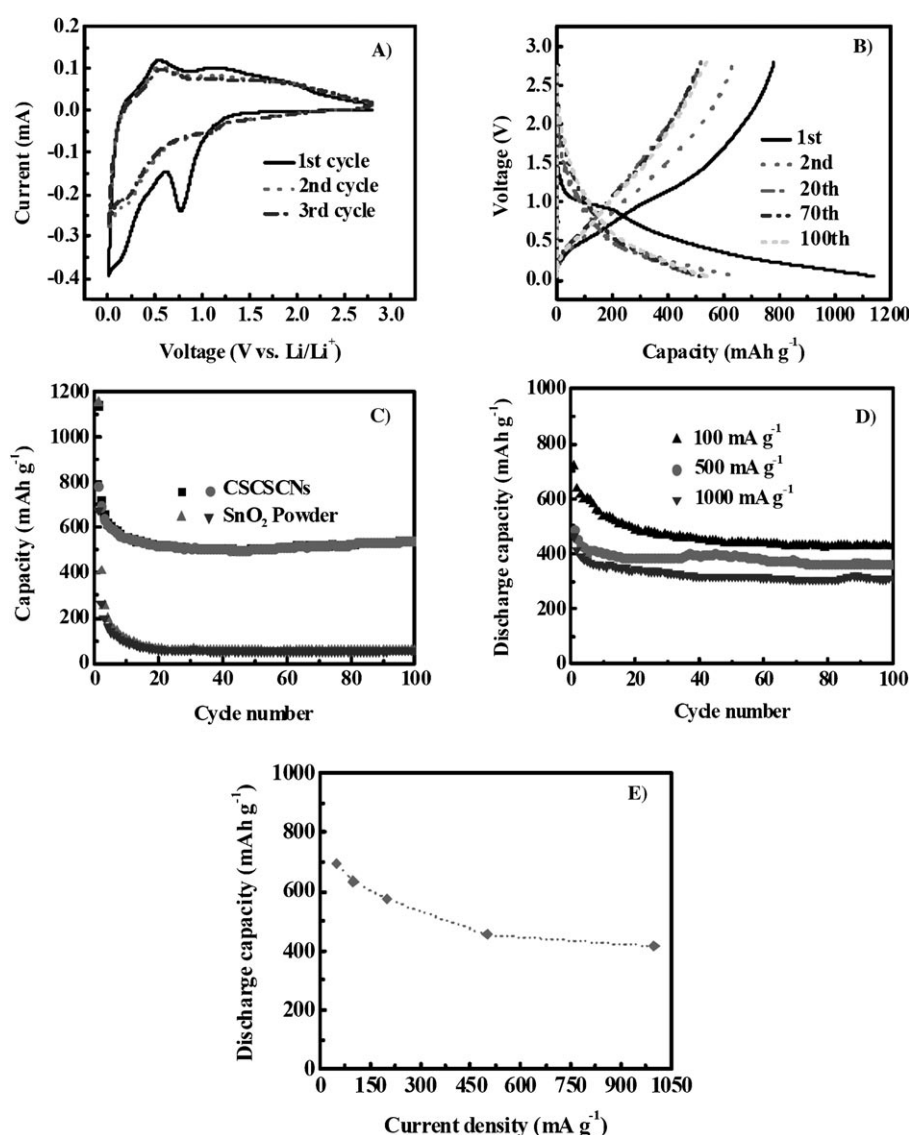 A)
0.2
0.1
0.0
-0.1
-0.2
-0.3
-0.4
Current (mA)
1st cycle
2nd cycle
3rd cycle
0.0 0.5 1.0 1.5 2.0 2.5 3.0
Voltage (V vs. Li/Li⁺)
B)
3.0
2.5
2.0
1.5
1.0
0.5
0.0
Voltage (V)
1st
2nd
20th
70th
100th
0 200 400 600 800 1000 1200
Capacity (mAh g⁻¹)
C)
1200
1000
800
600
400
200
0
Capacity (mAh g⁻¹)
CSCSCNs
SnO₂ Powder
0 20 40 60 80 100
Cycle number
D)
1000
800
600
400
200
0
Discharge capacity (mAh g⁻¹)
100 mA g⁻¹
500 mA g⁻¹
1000 mA g⁻¹
0 20 40 60 80 100
Cycle number
E)
1000
800
600
400
200
0
Discharge capacity (mAh g⁻¹)
0 150 300 450 600 750 900 1050
Current density (mA g⁻¹)